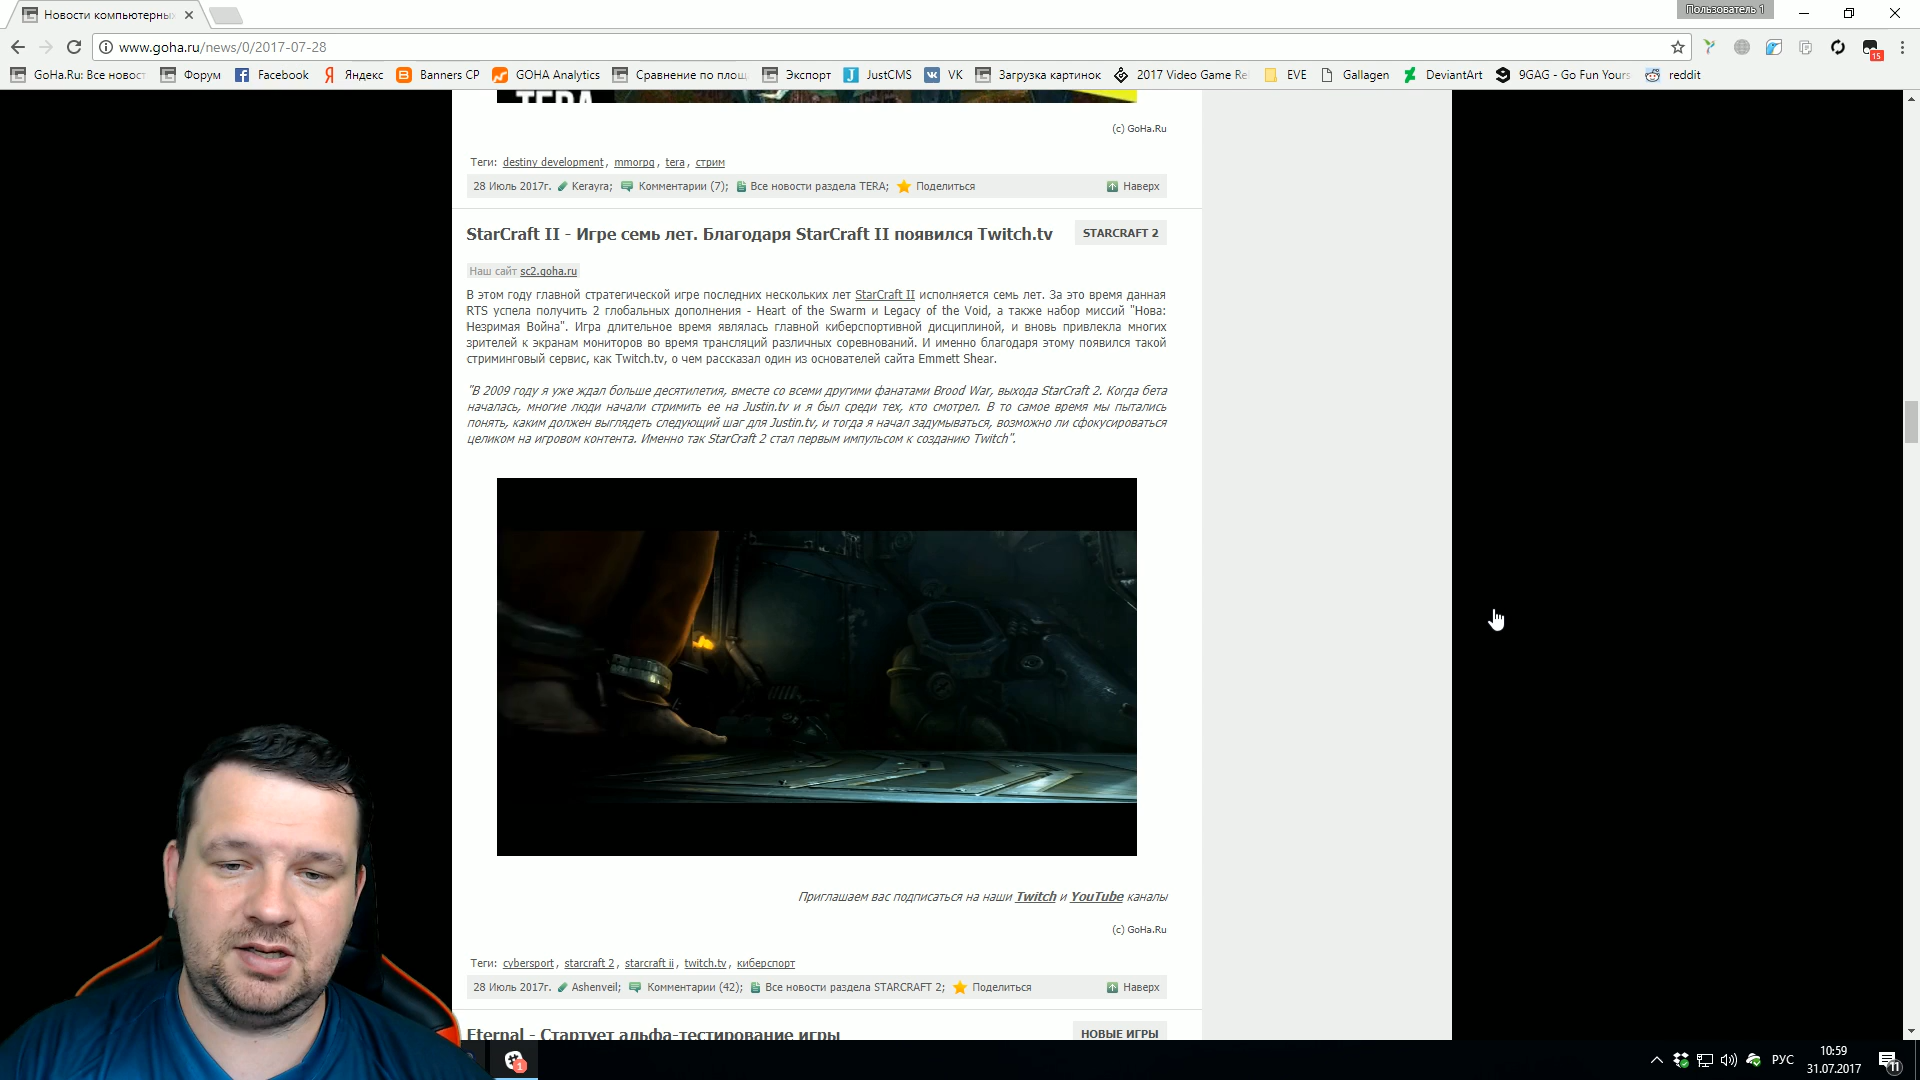 Новости компьютерны
Пользователь 1
www.goha.ru/news/0/2017-07-28
15
GoHa.Ru: Все новост
Форум
Facebook
Яндекс
Banners CP
GOHA Analytics
Сравнение по площ
Экспорт
JustCMS
VK
Загрузка картинок
2017 Video Game Rel
EVE
Gallagen
DeviantArt
9GAG - Go Fun Yours
reddit
TERA
(c) GoHa.Ru
Теги: destiny development, mmorpg, tera, стрим
28 Июль 2017г. Kerayra; Комментарии (7); Все новости раздела TERA; Поделиться Наверх
StarCraft II - Игре семь лет. Благодаря StarCraft II появился Twitch.tv
STARCRAFT 2
Наш сайт sc2.goha.ru
В этом году главной стратегической игре последних нескольких лет StarCraft II исполняется семь лет. За это время данная
RTS успела получить 2 глобальных дополнения - Heart of the Swarm и Legacy of the Void, а также набор миссий "Нова:
Незримая Война". Игра длительное время являлась главной киберспортивной дисциплиной, и вновь привлекла многих
зрителей к экранам мониторов во время трансляций различных соревнований. И именно благодаря этому появился такой
стриминговый сервис, как Twitch.tv, о чем рассказал один из основателей сайта Emmett Shear.
"В 2009 году я уже ждал больше десятилетия, вместе со всеми другими фанатами Brood War, выхода StarCraft 2. Когда бета
началась, многие люди начали стримить ее на Justin.tv и я был среди тех, кто смотрел. В то самое время мы пытались
понять, каким должен выглядеть следующий шаг для Justin.tv, и тогда я начал задумываться, возможно ли сфокусироваться
целиком на игровом контента. Именно так StarCraft 2 стал первым импульсом к созданию Twitch".
Приглашаем вас подписаться на наши Twitch и YouTube каналы
(c) GoHa.Ru
Теги: cybersport, starcraft 2, starcraft ii, twitch.tv, киберспорт
28 Июль 2017г. Ashenveil; Комментарии (42); Все новости раздела STARCRAFT 2; Поделиться Наверх
Eternal - Стартует альфа-тестирование игры
НОВЫЕ ИГРЫ
1
РУС
10:59
31.07.2017
11